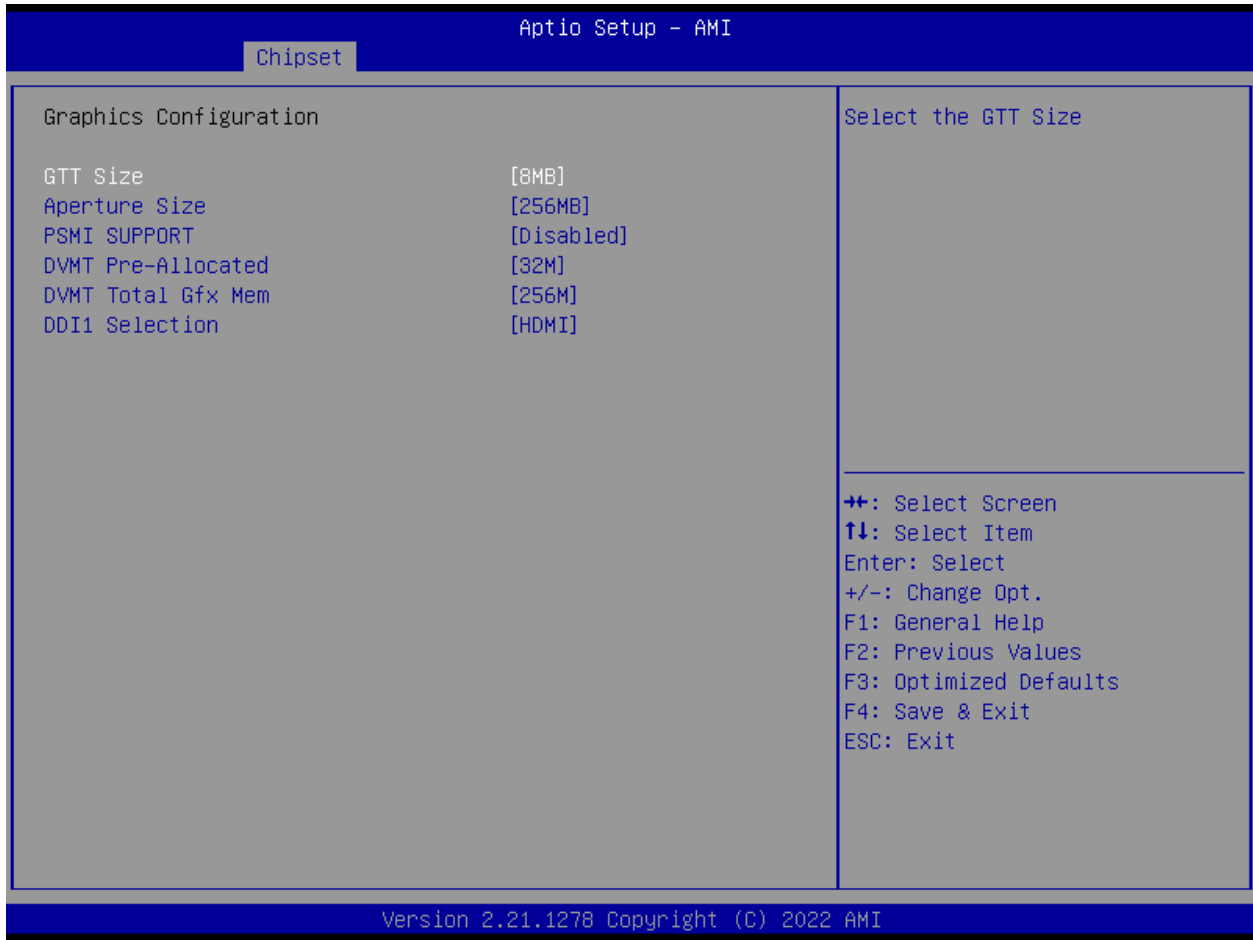 Aptio Setup – AMI
Chipset
Graphics Configuration
GTT Size [8MB]
Aperture Size [256MB]
PSMI SUPPORT [Disabled]
DVMT Pre-Allocated [32M]
DVMT Total Gfx Mem [256M]
DDI1 Selection [HDMI]
Select the GTT Size
→←: Select Screen
↑↓: Select Item
Enter: Select
+/-: Change Opt.
F1: General Help
F2: Previous Values
F3: Optimized Defaults
F4: Save & Exit
ESC: Exit
Version 2.21.1278 Copyright (C) 2022 AMI